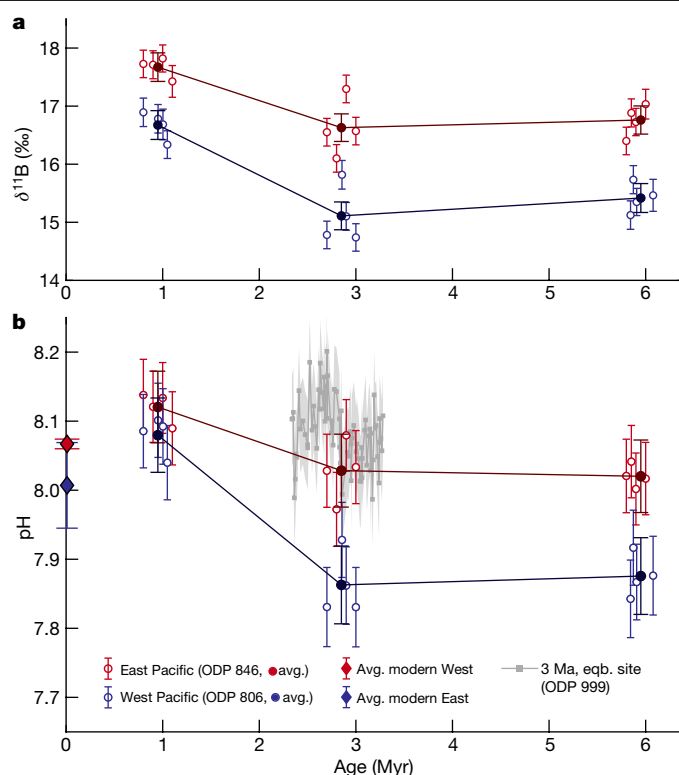 a
18
17
16
15
14
δ11B (‰)
0 1 2 3 4 5 6
b
8.2
8.1
8.0
7.9
7.8
7.7
pH
East Pacific (ODP 846, avg.)
West Pacific (ODP 806, avg.)
Avg. modern West
Avg. modern East
3 Ma, eqb. site
(ODP 999)
0 1 2 3 4 5 6
Age (Myr)